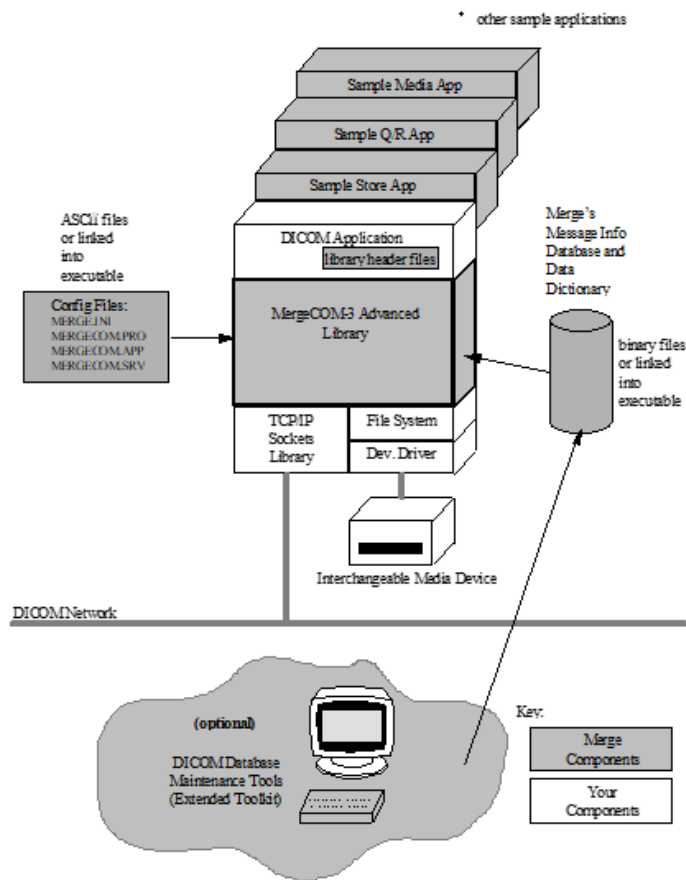 * other sample applications
Sample Media App
Sample Q/R App
Sample Store App
ASCII files
or linked
into
executable
Config Files:
MERGE.INI
MERGECOM.PRO
MERGECOM.APP
MERGECOM.SRV
DICOM Application
library header files
MergeCOM-3 Advanced
Library
Merge's
Message Info
Database and
Data
Dictionary
binary files
or linked
into
executable
TCP/IP
Sockets
Library
File System
Dev. Driver
Interchangeable Media Device
DICOM Network
(optional)
DICOM Database
Maintenance Tools
(Extended Toolkit)
Key:
Merge
Components
Your
Components